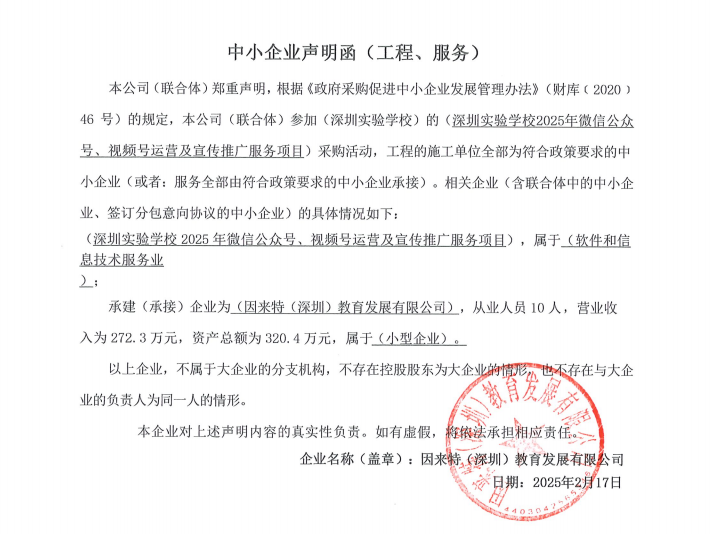 中小企业声明函（工程、服务）
本公司（联合体）郑重声明，根据《政府采购促进中小企业发展管理办法》（财库﹝2020﹞
46 号）的规定，本公司（联合体）参加（深圳实验学校）的（深圳实验学校2025年微信公众
号、视频号运营及宣传推广服务项目）采购活动，工程的施工单位全部为符合政策要求的中
小企业（或者：服务全部由符合政策要求的中小企业承接）。相关企业（含联合体中的中小企
业、签订分包意向协议的中小企业）的具体情况如下：
（深圳实验学校 2025 年微信公众号、视频号运营及宣传推广服务项目），属于（软件和信
息技术服务业
）；
承建（承接）企业为（因来特（深圳）教育发展有限公司），从业人员 10 人，营业收
入为 272.3 万元，资产总额为 320.4 万元，属于（小型企业）。
以上企业，不属于大企业的分支机构，不存在控股股东为大企业的情形，也不存在与大企
业的负责人为同一人的情形。
本企业对上述声明内容的真实性负责。如有虚假，将依法承担相应责任。
企业名称（盖章）：因来特（深圳）教育发展有限公司
日期：2025年2月17日
因来特（深圳）教育发展有限公司